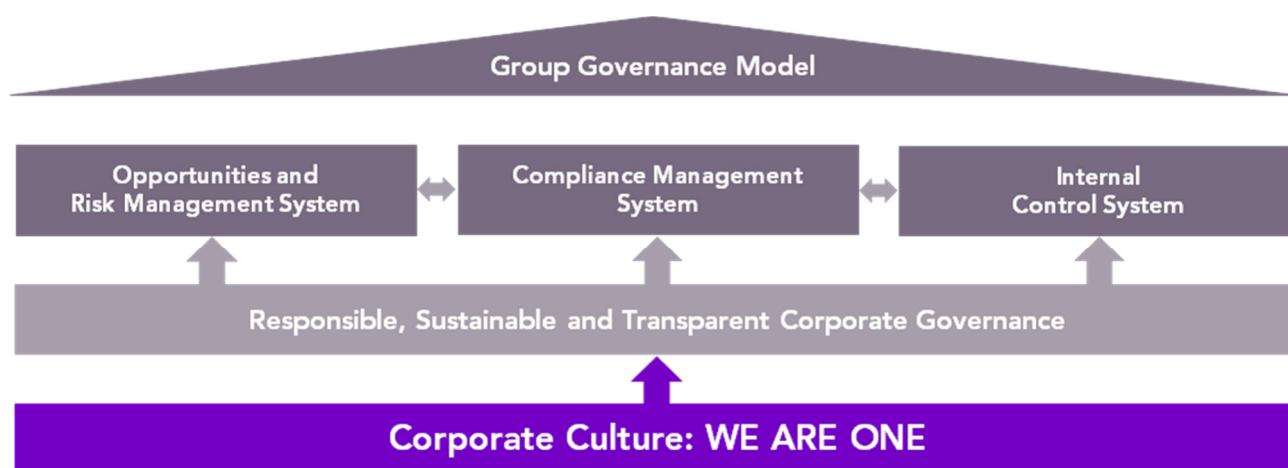 Group Governance Model
Opportunities and
Risk Management System
Compliance Management
System
Internal
Control System
Responsible, Sustainable and Transparent Corporate Governance
Corporate Culture: WE ARE ONE